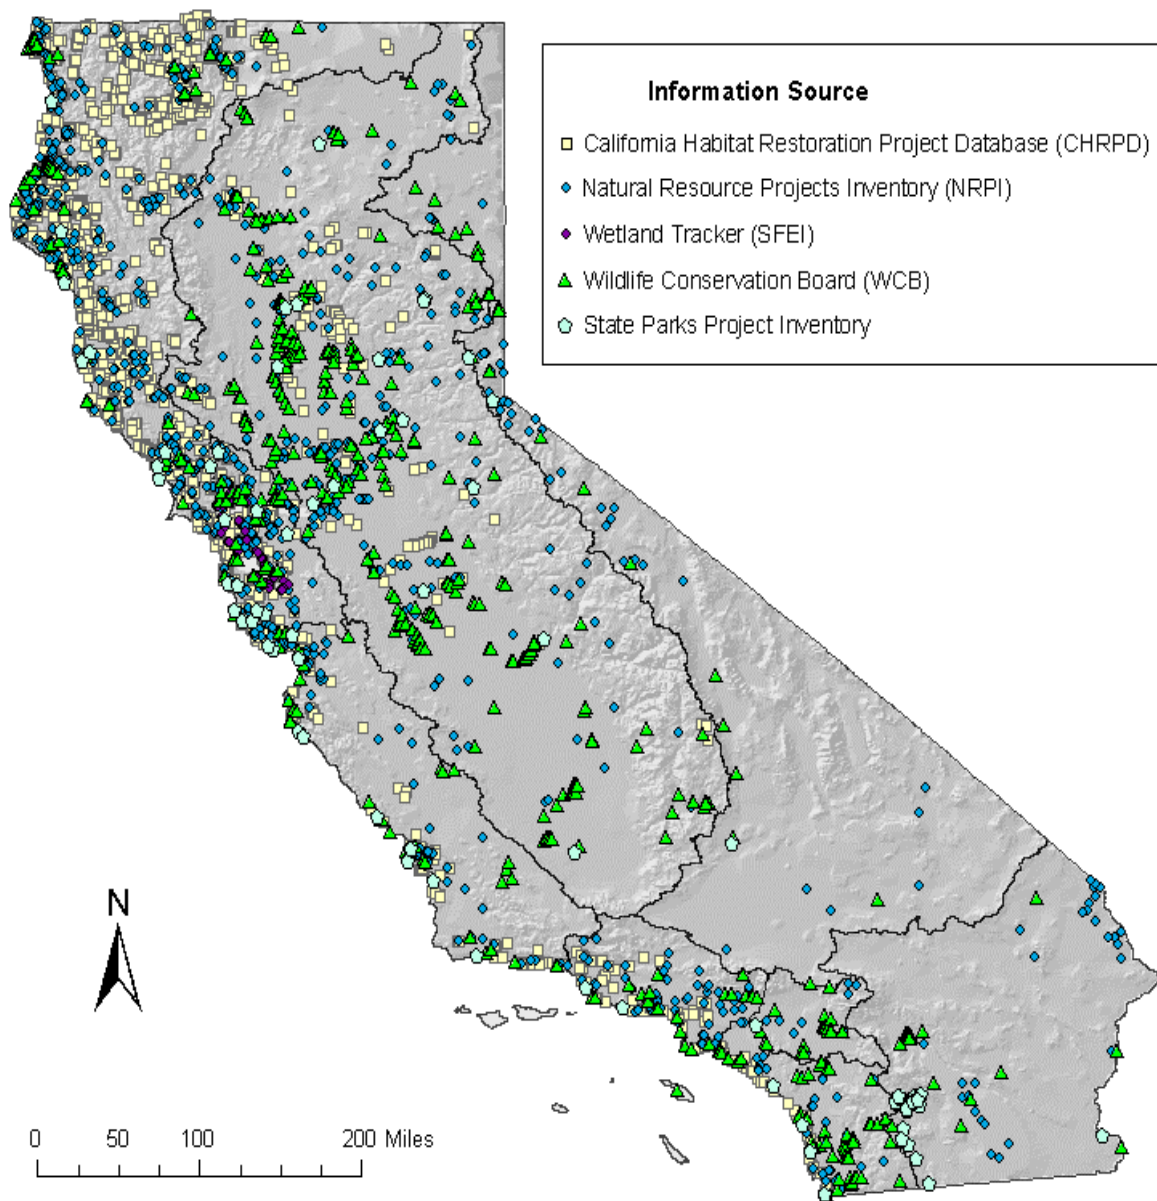 Information Source
California Habitat Restoration Project Database (CHRPD)
Natural Resource Projects Inventory (NRPI)
Wetland Tracker (SFEI)
Wildlife Conservation Board (WCB)
State Parks Project Inventory
N
0 50 100 200 Miles